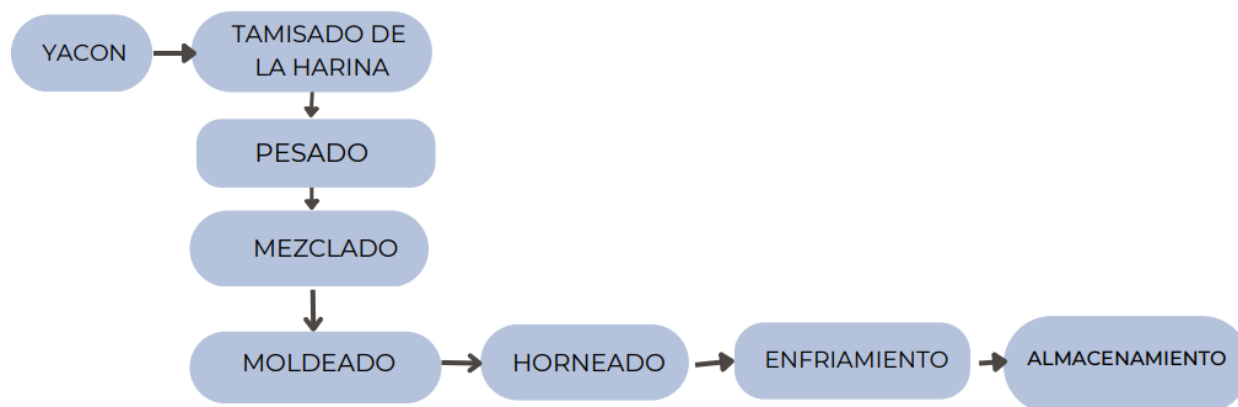 YACON
TAMISADO DE
LA HARINA
PESADO
MEZCLADO
MOLDEADO
HORNEADO
ENFRIAMIENTO
ALMACENAMIENTO